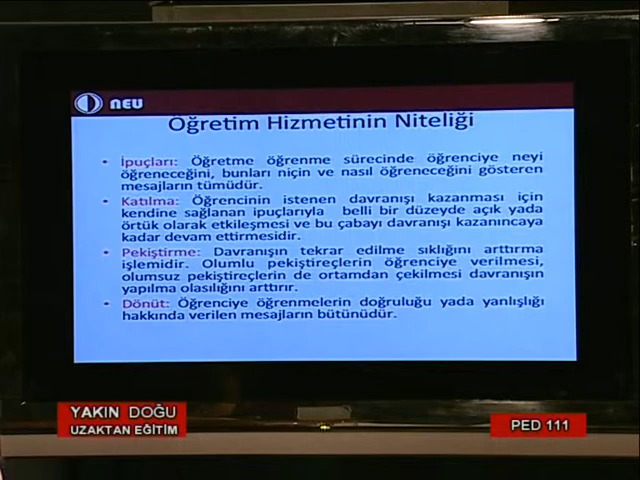 NEU
Öğretim Hizmetinin Niteliği
• İpuçları: Öğretme öğrenme sürecinde öğrenciye neyi
öğreneceğini, bunları niçin ve nasıl öğreneceğini gösteren
mesajların tümüdür.
• Katılma: Öğrencinin istenen davranışı kazanması için
kendine sağlanan ipuçlarıyla belli bir düzeyde açık yada
örtük olarak etkileşmesi ve bu çabayı davranışı kazanıncaya
kadar devam ettirmesidir.
• Pekiştirme: Davranışın tekrar edilme sıklığını arttırma
işlemidir. Olumlu pekiştireçlerin öğrenciye verilmesi,
olumsuz pekiştireçlerin de ortamdan çekilmesi davranışın
yapılma olasılığını arttırır.
• Dönüt: Öğrenciye öğrenmelerin doğruluğu yada yanlışlığı
hakkında verilen mesajların bütünüdür.
YAKIN DOĞU
UZAKTAN EĞİTİM
PED 111